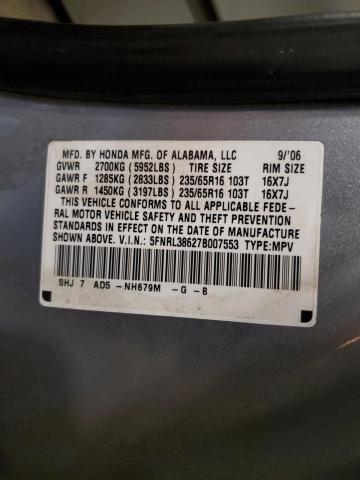 MFD. BY HONDA MFG. OF ALABAMA, LLC 9/'06
GVWR 2700KG (5952LBS) TIRE SIZE RIM SIZE
GAWR F 1285KG (2833LBS) 235/65R16 103T 16X7J
GAWR R 1450KG (3197LBS) 235/65R16 103T 16X7J
THIS VEHICLE CONFORMS TO ALL APPLICABLE FEDE-
RAL MOTOR VEHICLE SAFETY AND THEFT PREVENTION
STANDARDS IN EFFECT ON THE DATE OF MANUFACTURE
SHOWN ABOVE. V.I.N.: 5FNRL38627B007553 TYPE:MPV
SHJ 7 AD5 -NH679M -G -B